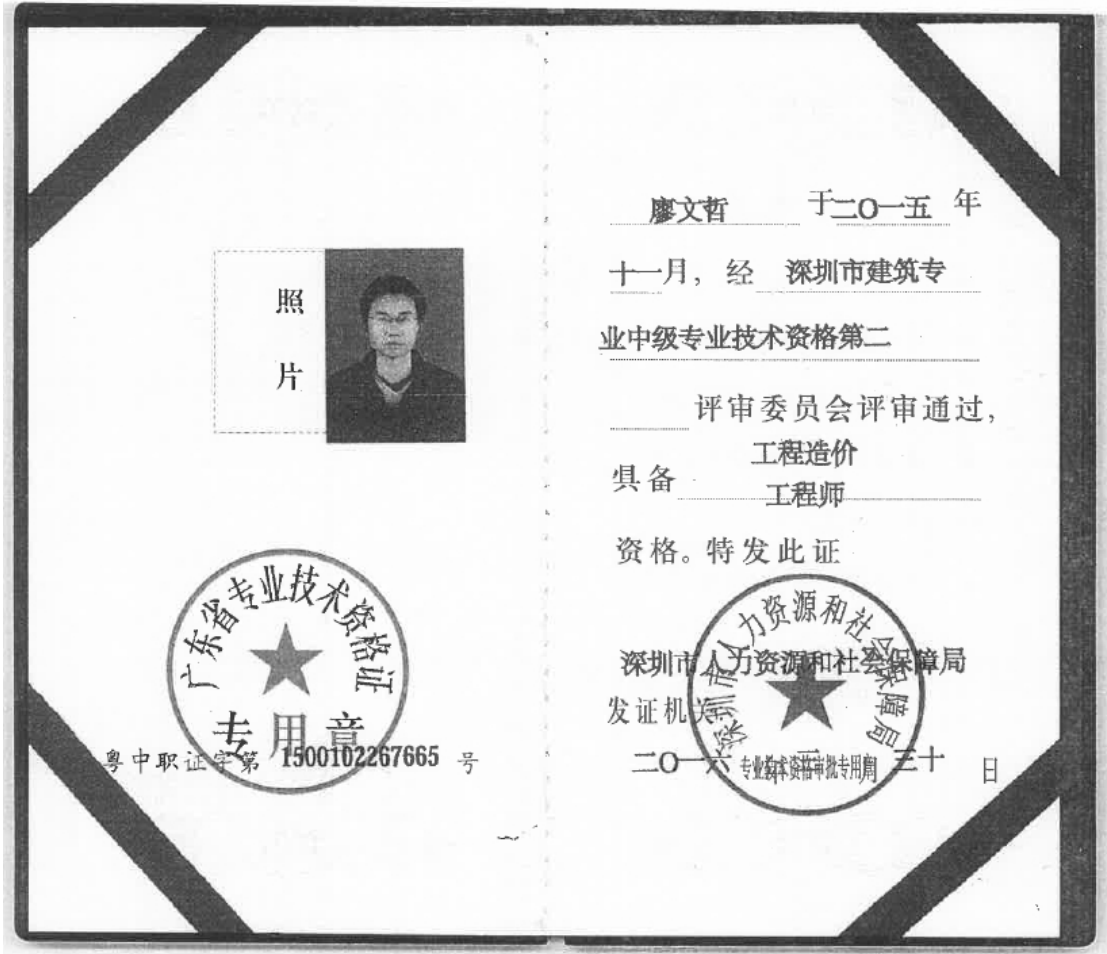 照
片
广东省专业技术资格证
专用章
粤中职证字第 1500102267665 号
廖文哲 于二〇一五 年
十一月，经 深圳市建筑专
业中级专业技术资格第二
评审委员会评审通过，
具备 工程造价
工程师
资格。特发此证
深圳市人力资源和社会保障局
深圳市人力资源和社会保障局
发证机关
二〇一六 三十 日
专业技术资格审批专用